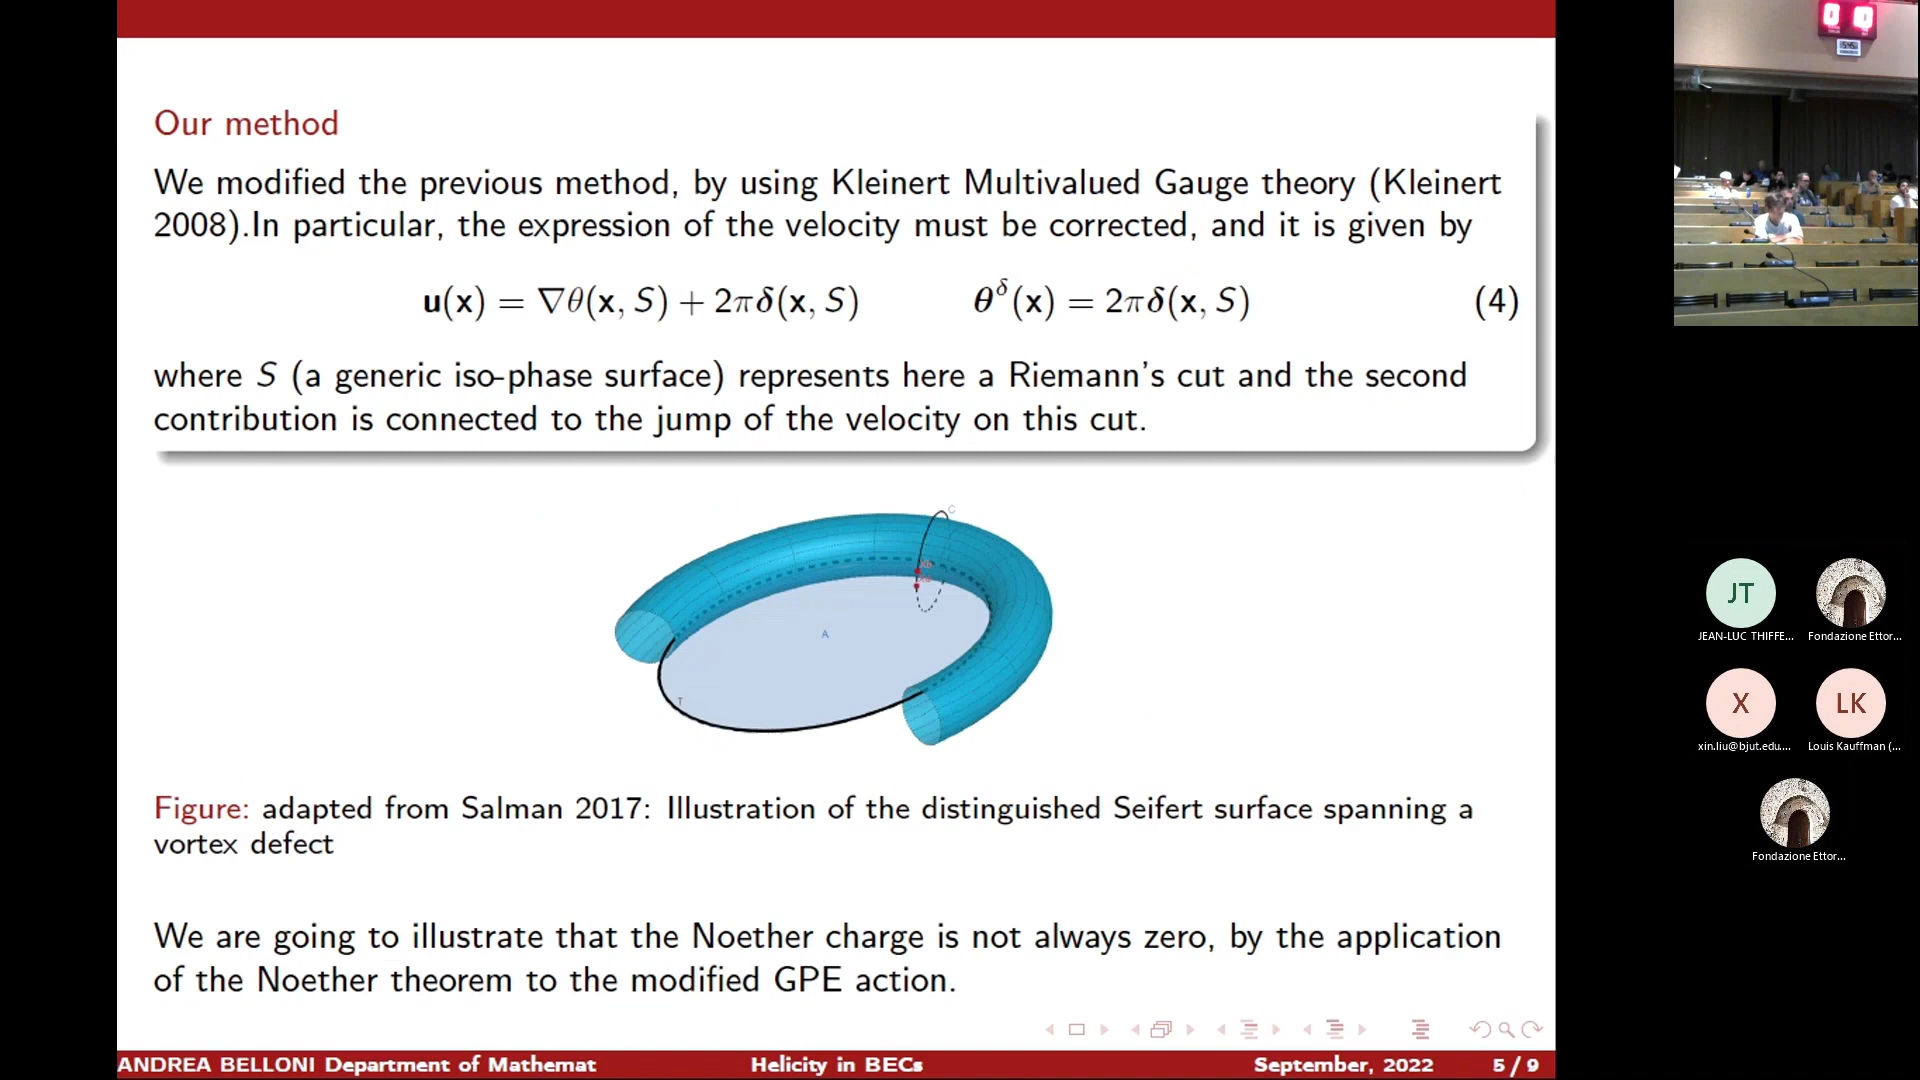 Our method
We modified the previous method, by using Kleinert Multivalued Gauge theory (Kleinert
2008).In particular, the expression of the velocity must be corrected, and it is given by
u(x) = ∇θ(x, S) + 2πδ(x, S) θ^δ(x) = 2πδ(x, S) (4)
where S (a generic iso-phase surface) represents here a Riemann's cut and the second
contribution is connected to the jump of the velocity on this cut.
C
A
T
Figure: adapted from Salman 2017: Illustration of the distinguished Seifert surface spanning a
vortex defect
We are going to illustrate that the Noether charge is not always zero, by the application
of the Noether theorem to the modified GPE action.
ANDREA BELLONI Department of Mathemat Helicity in BECs September, 2022 5 / 9
0 0
JT
JEAN-LUC THIFFE... Fondazione Ettor...
X LK
xin.liu@bjut.edu.... Louis Kauffman (...
Fondazione Ettor...